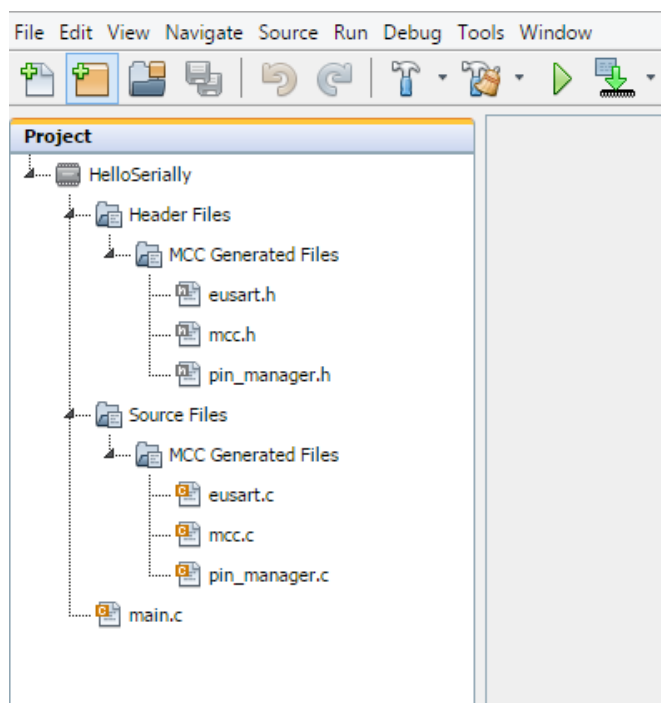 File Edit View Navigate Source Run Debug Tools Window
Project
HelloSerially
Header Files
MCC Generated Files
eusart.h
mcc.h
pin_manager.h
Source Files
MCC Generated Files
eusart.c
mcc.c
pin_manager.c
main.c